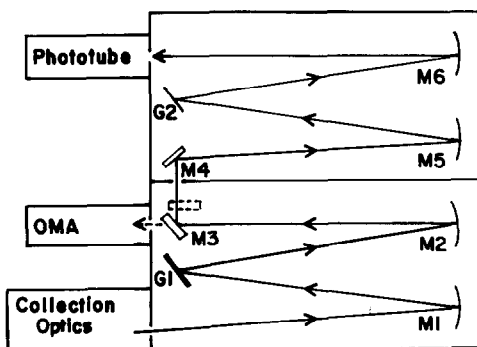 Phototube
M6
G2
M5
M4
OMA
M3
M2
G1
Collection
Optics
M1